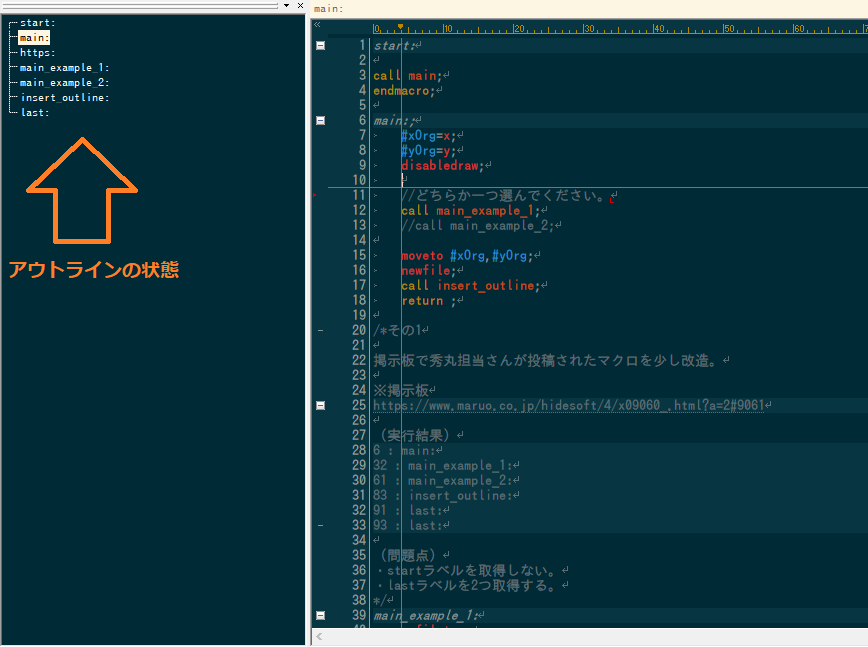 main:
start:
main:
https:
main_example_1:
main_example_2:
insert_outline:
last:
アウトラインの状態
0 10 20 30 40 50 60
1 start:
2
3 call main;
4 endmacro;
5
6 main:;
7 #xOrg=x;
8 #yOrg=y;
9 disabledraw;
10
11 //どちらか一つ選んでください。
12 call main_example_1;
13 //call main_example_2;
14
15 moveto #xOrg,#yOrg;
16 newfile;
17 call insert_outline;
18 return ;
19
20 /*その1
21
22 掲示板で秀丸担当さんが投稿されたマクロを少し改造。
23
24 ※掲示板
25 https://www.maruo.co.jp/hidesoft/4/x09060_.html?a=2#9061
26
27 （実行結果）
28 6 : main:
29 32 : main_example_1:
30 61 : main_example_2:
31 83 : insert_outline:
32 91 : last:
33 93 : last:
34
35 （問題点）
36 ・startラベルを取得しない。
37 ・lastラベルを2つ取得する。
38 */
39 main_example_1: